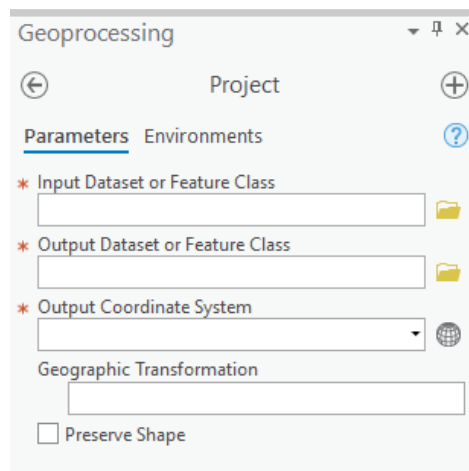 Geoprocessing
Project
Parameters Environments
* Input Dataset or Feature Class
* Output Dataset or Feature Class
* Output Coordinate System
Geographic Transformation
Preserve Shape